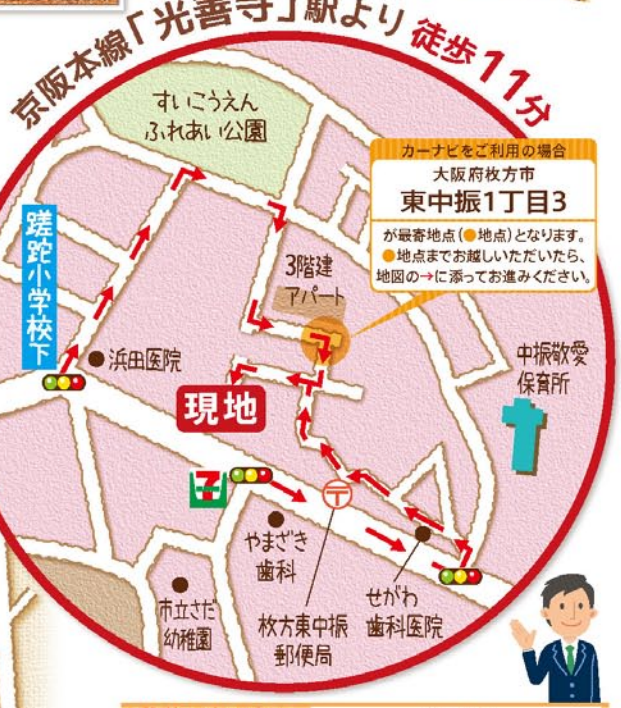 京阪本線「光善寺」駅より 徒歩11分
すいこうえん
ふれあい公園
カーナビをご利用の場合
大阪府枚方市
東中振1丁目3
が最寄地点(●地点)となります。
●地点までお越しいただいたら、
地図の→に添ってお進みください。
蹉跎小学校下
3階建
アパート
浜田医院
中振敬愛
保育所
現地
7
〒
やまざき
歯科
せがわ
歯科医院
市立さだ
幼稚園
枚方東中振
郵便局